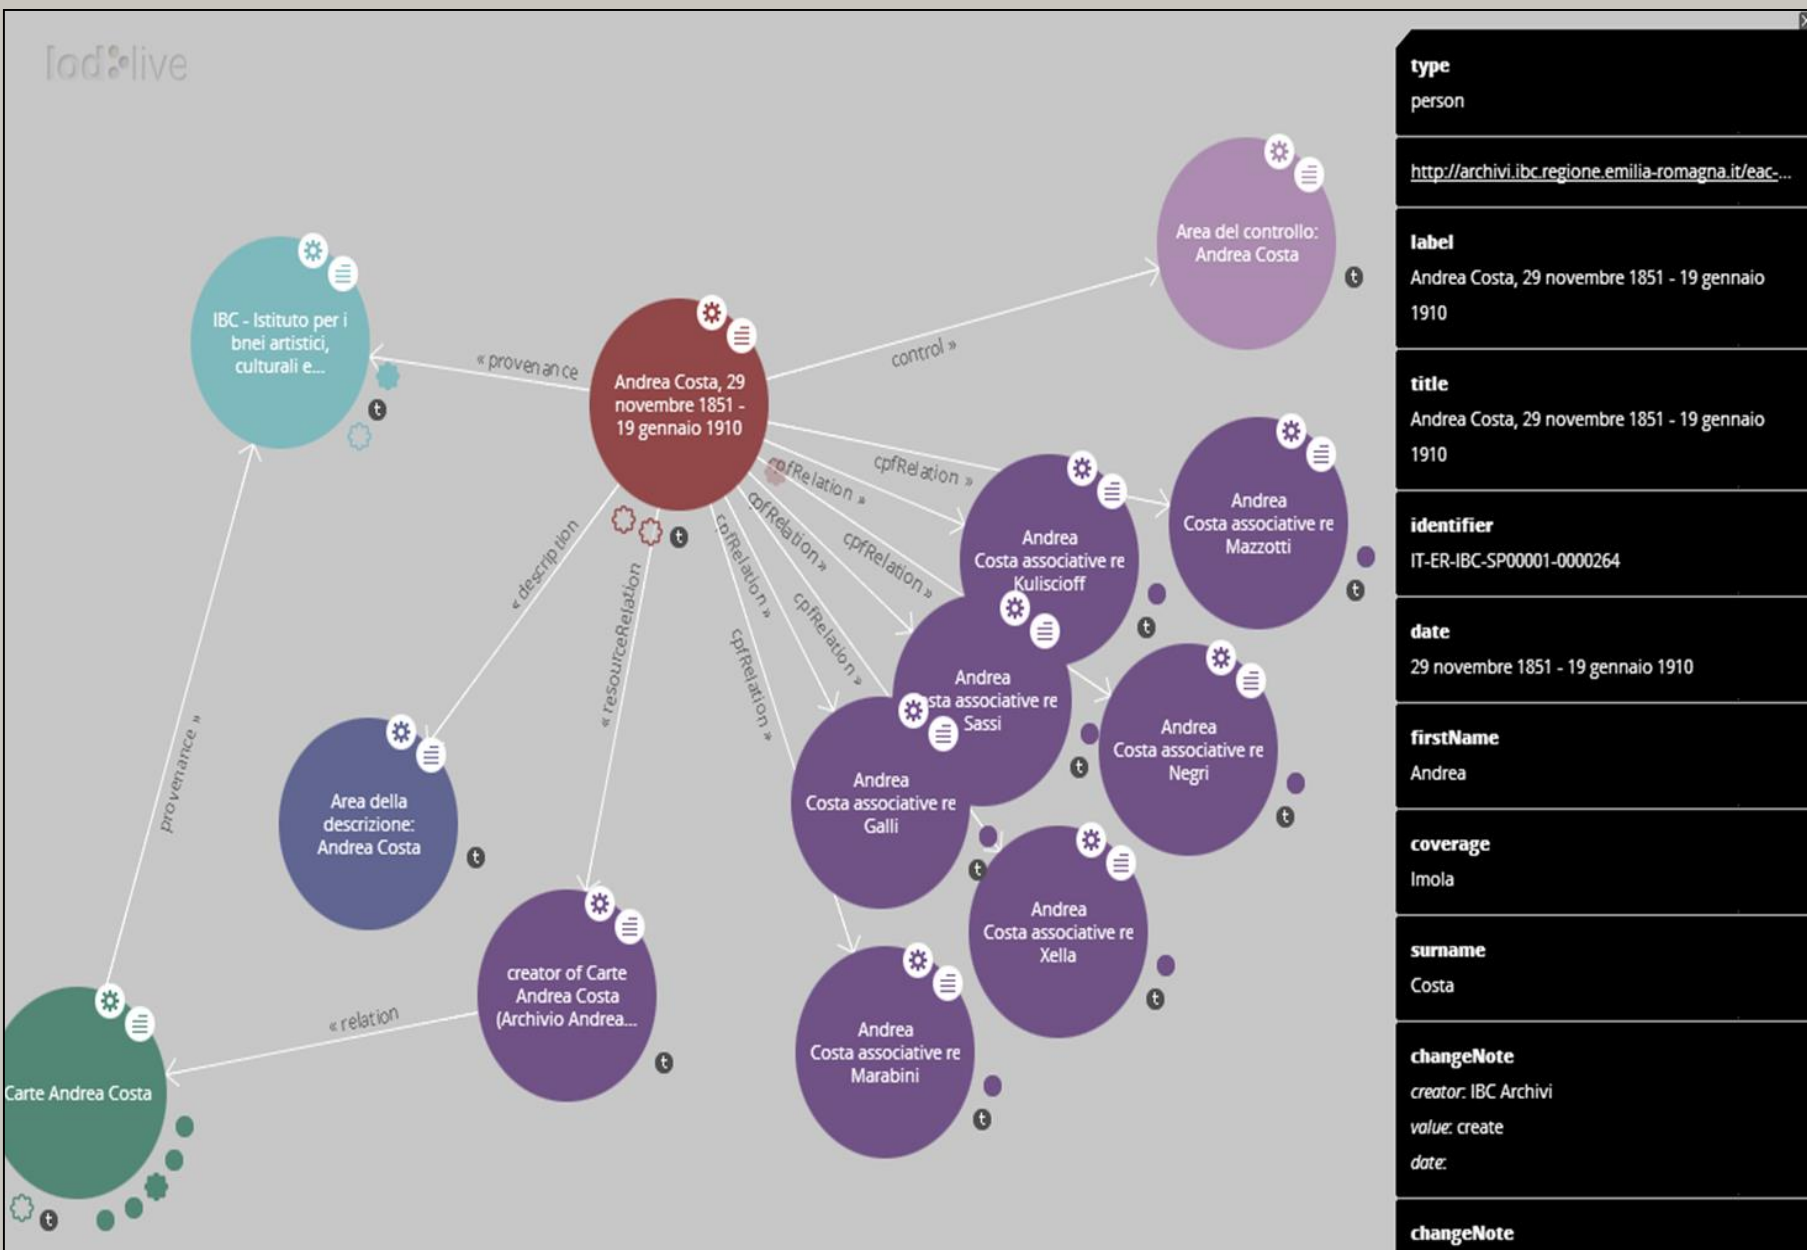 lod live
Area del controllo:
Andrea Costa
t
IBC - Istituto per i
bnei artistici,
culturali e...
t
« provenance
Andrea Costa, 29
novembre 1851 -
19 gennaio 1910
t
control »
cpfRelation »
cpfRelation »
cpfRelation »
cpfRelation »
cpfRelation »
cpfRelation »
cpfRelation »
« description
« resourceRelation
provenance »
« relation
Andrea
Costa associative re
Mazzotti
t
Andrea
Costa associative re
Kuliscioff
t
Andrea
Costa associative re
Sassi
t
Andrea
Costa associative re
Negri
t
Andrea
Costa associative re
Galli
t
Andrea
Costa associative re
Xella
t
Andrea
Costa associative re
Marabini
t
Area della
descrizione:
Andrea Costa
t
creator of Carte
Andrea Costa
(Archivio Andrea...
t
Carte Andrea Costa
t
type
person
http://archivi.ibc.regione.emilia-romagna.it/eac-...
label
Andrea Costa, 29 novembre 1851 - 19 gennaio
1910
title
Andrea Costa, 29 novembre 1851 - 19 gennaio
1910
identifier
IT-ER-IBC-SP00001-0000264
date
29 novembre 1851 - 19 gennaio 1910
firstName
Andrea
coverage
Imola
surname
Costa
changeNote
creator: IBC Archivi
value: create
date:
changeNote